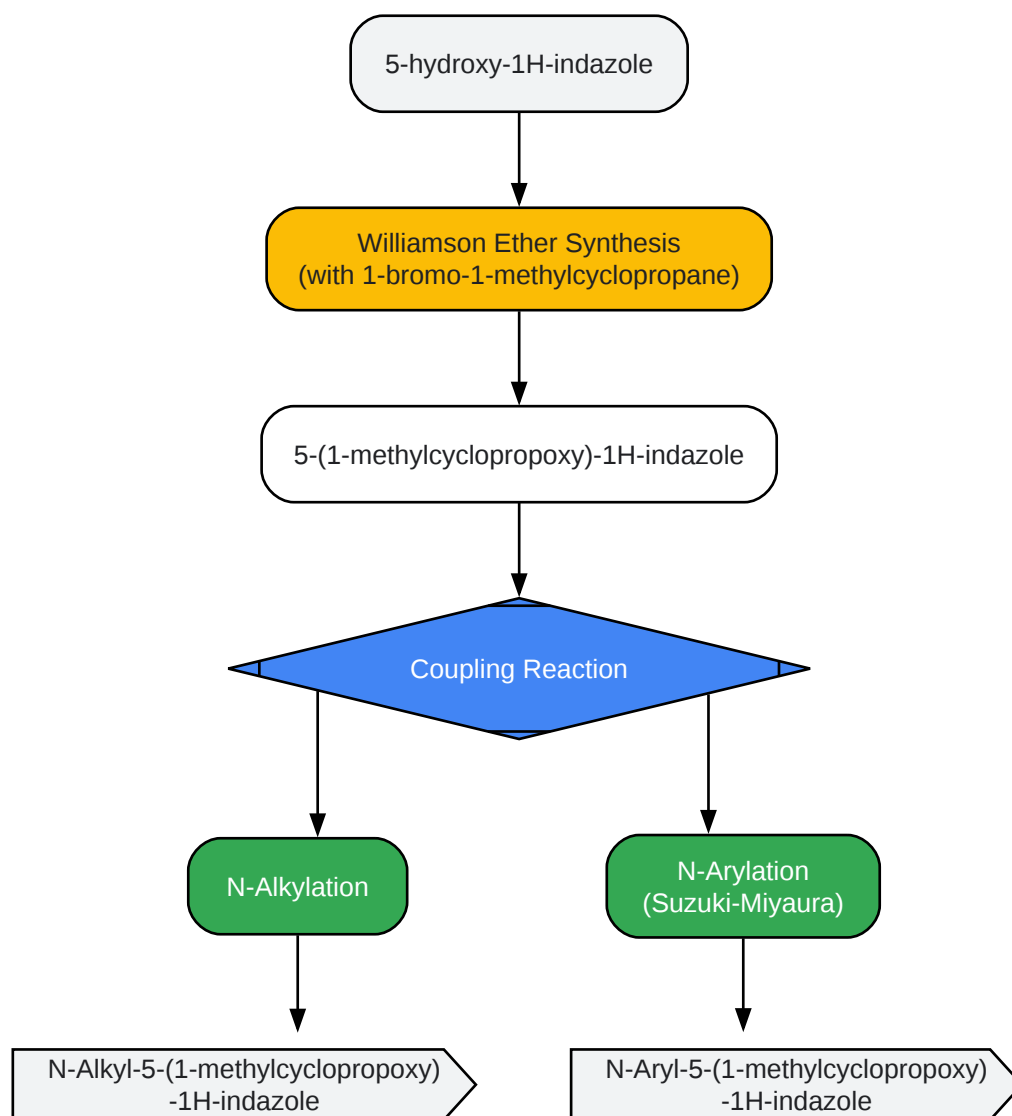 5-hydroxy-1H-indazole
Williamson Ether Synthesis
(with 1-bromo-1-methylcyclopropane)
5-(1-methylcyclopropoxy)-1H-indazole
Coupling Reaction
N-Alkylation
N-Arylation
(Suzuki-Miyaura)
N-Alkyl-5-(1-methylcyclopropoxy)
-1H-indazole
N-Aryl-5-(1-methylcyclopropoxy)
-1H-indazole